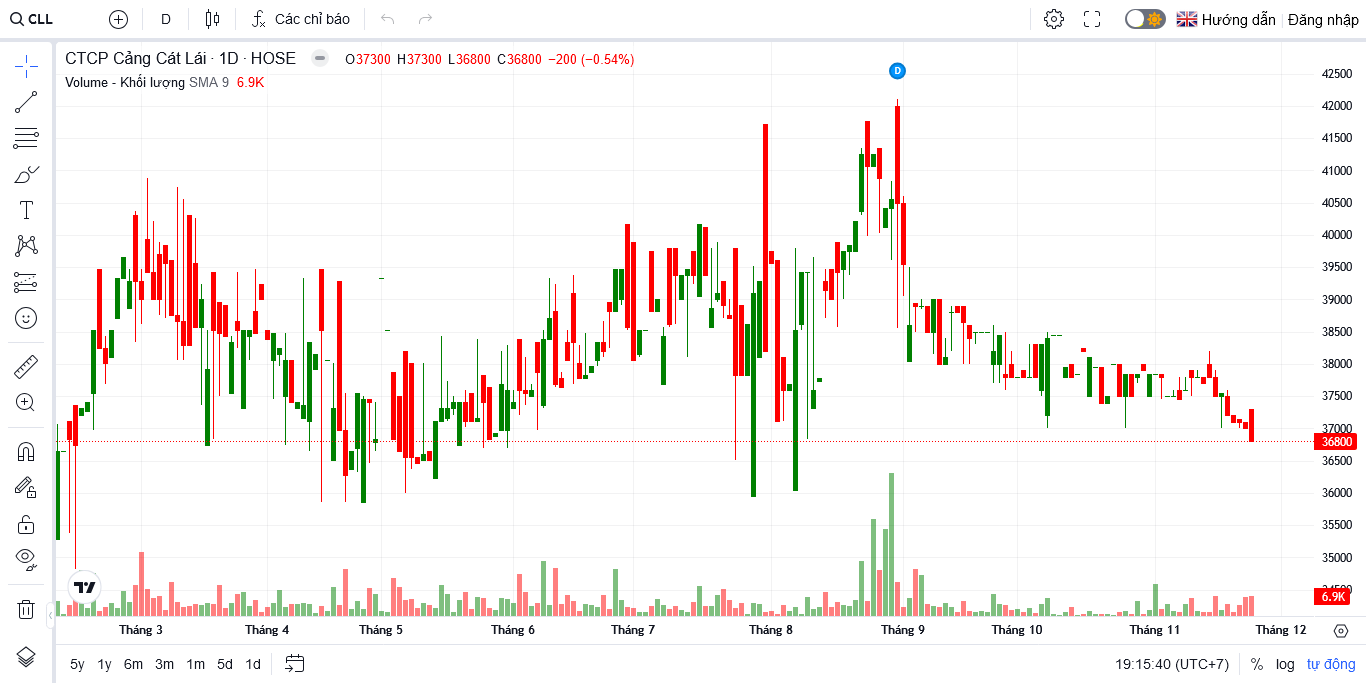 CLL D Các chỉ báo Hướng dẫn Đăng nhập
CTCP Cảng Cát Lái · 1D · HOSE O37300 H37300 L36800 C36800 −200 (−0.54%)
Volume - Khối lượng SMA 9 6.9K
D
42500
42000
41500
41000
40500
40000
39500
39000
38500
38000
37500
37000
36800
36500
36000
35500
35000
34500
6.9K
Tháng 3 Tháng 4 Tháng 5 Tháng 6 Tháng 7 Tháng 8 Tháng 9 Tháng 10 Tháng 11 Tháng 12
5y 1y 6m 3m 1m 5d 1d 19:15:40 (UTC+7) % log tự động